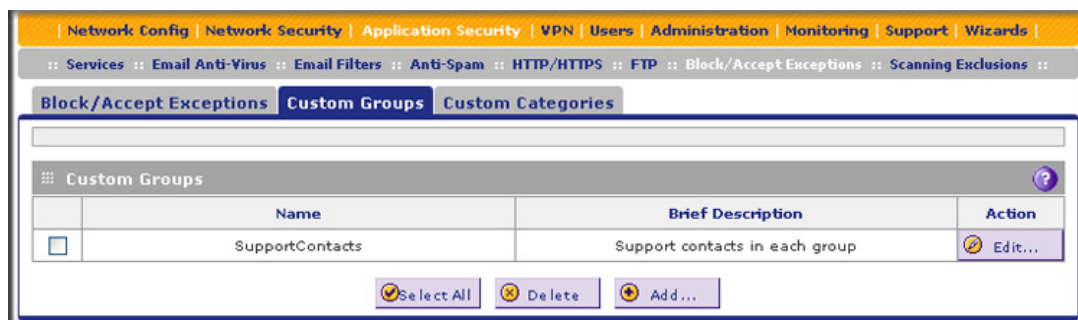 | Network Config | Network Security | Application Security | VPN | Users | Administration | Monitoring | Support | Wizards |
:: Services :: Email Anti-Virus :: Email Filters :: Anti-Spam :: HTTP/HTTPS :: FTP :: Block/Accept Exceptions :: Scanning Exclusions ::
Block/Accept Exceptions Custom Groups Custom Categories
Custom Groups ?
Name Brief Description Action
SupportContacts Support contacts in each group Edit...
Select All Delete Add...